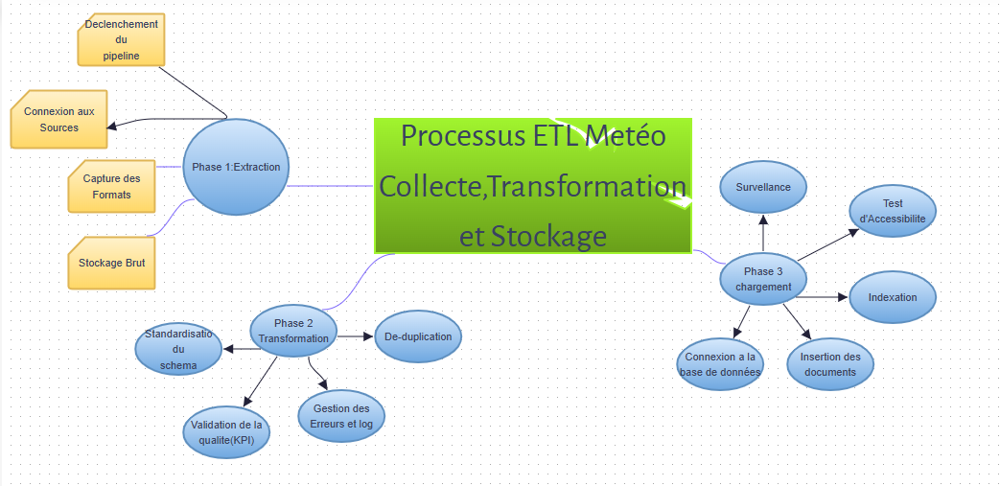 Declenchement
du
pipeline
Connexion aux
Sources
Capture des
Formats
Stockage Brut
Phase 1:Extraction
Processus ETL Metéo
Collecte,Transformation
et Stockage
Phase 2
Transformation
Standardisatio
du
schema
De-duplication
Validation de la
qualite(KPI)
Gestion des
Erreurs et log
Phase 3
chargement
Survellance
Test
d'Accessibilite
Indexation
Connexion a la
base de données
Insertion des
documents